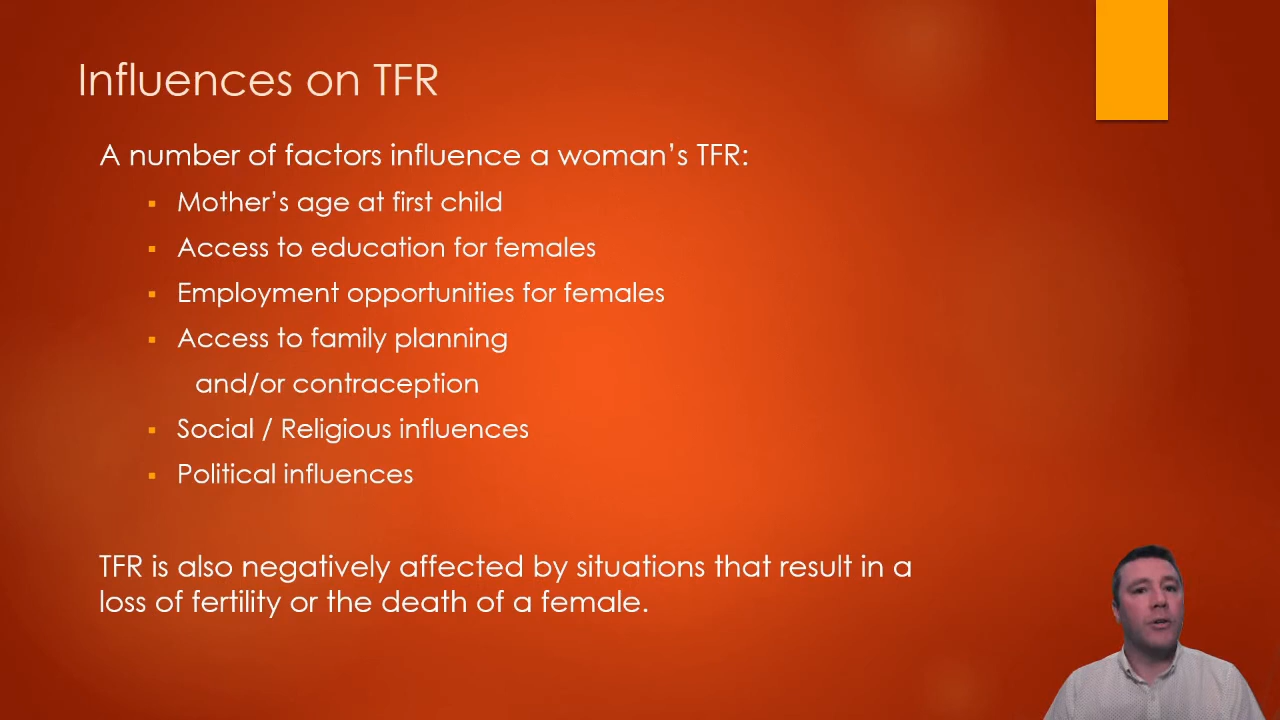 Influences on TFR
A number of factors influence a woman's TFR:
Mother's age at first child
Access to education for females
Employment opportunities for females
Access to family planning
and/or contraception
Social / Religious influences
Political influences
TFR is also negatively affected by situations that result in a
loss of fertility or the death of a female.